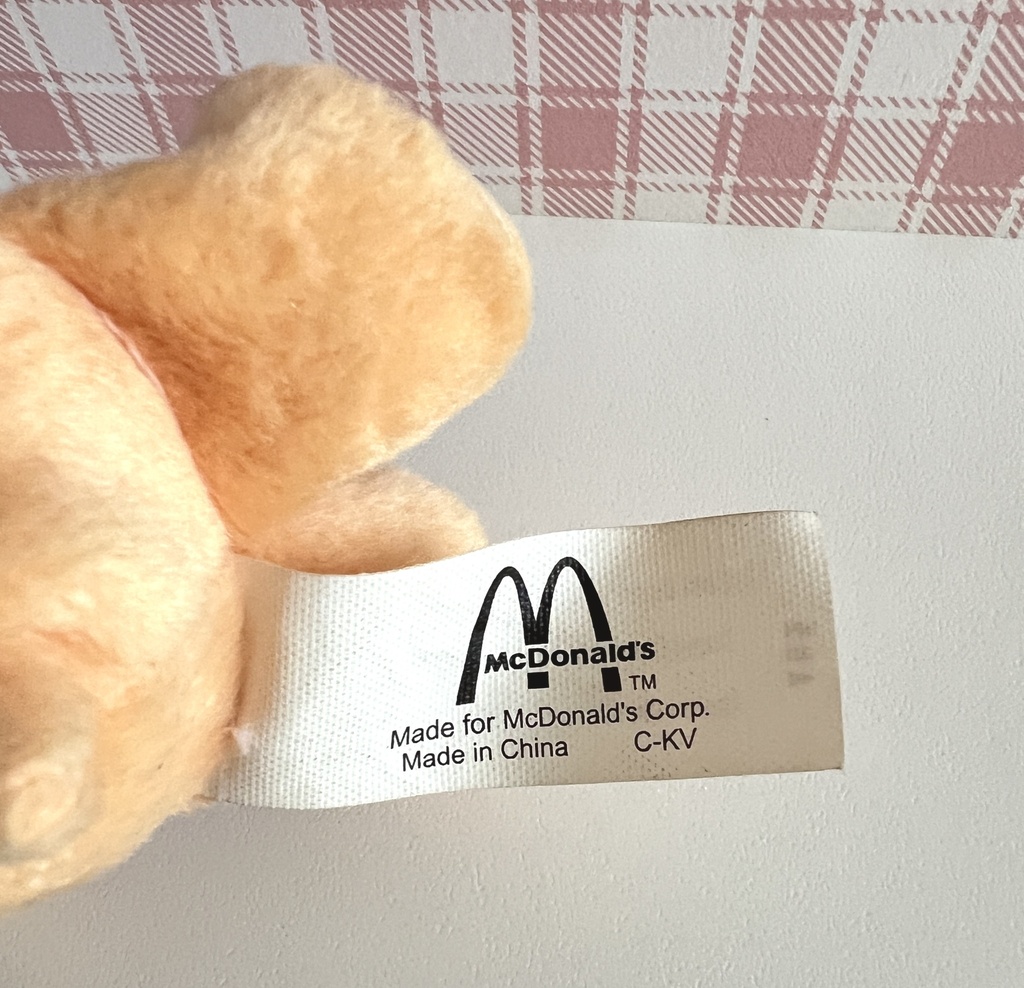 McDonald's
TM
Made for McDonald's Corp.
Made in China C-KV